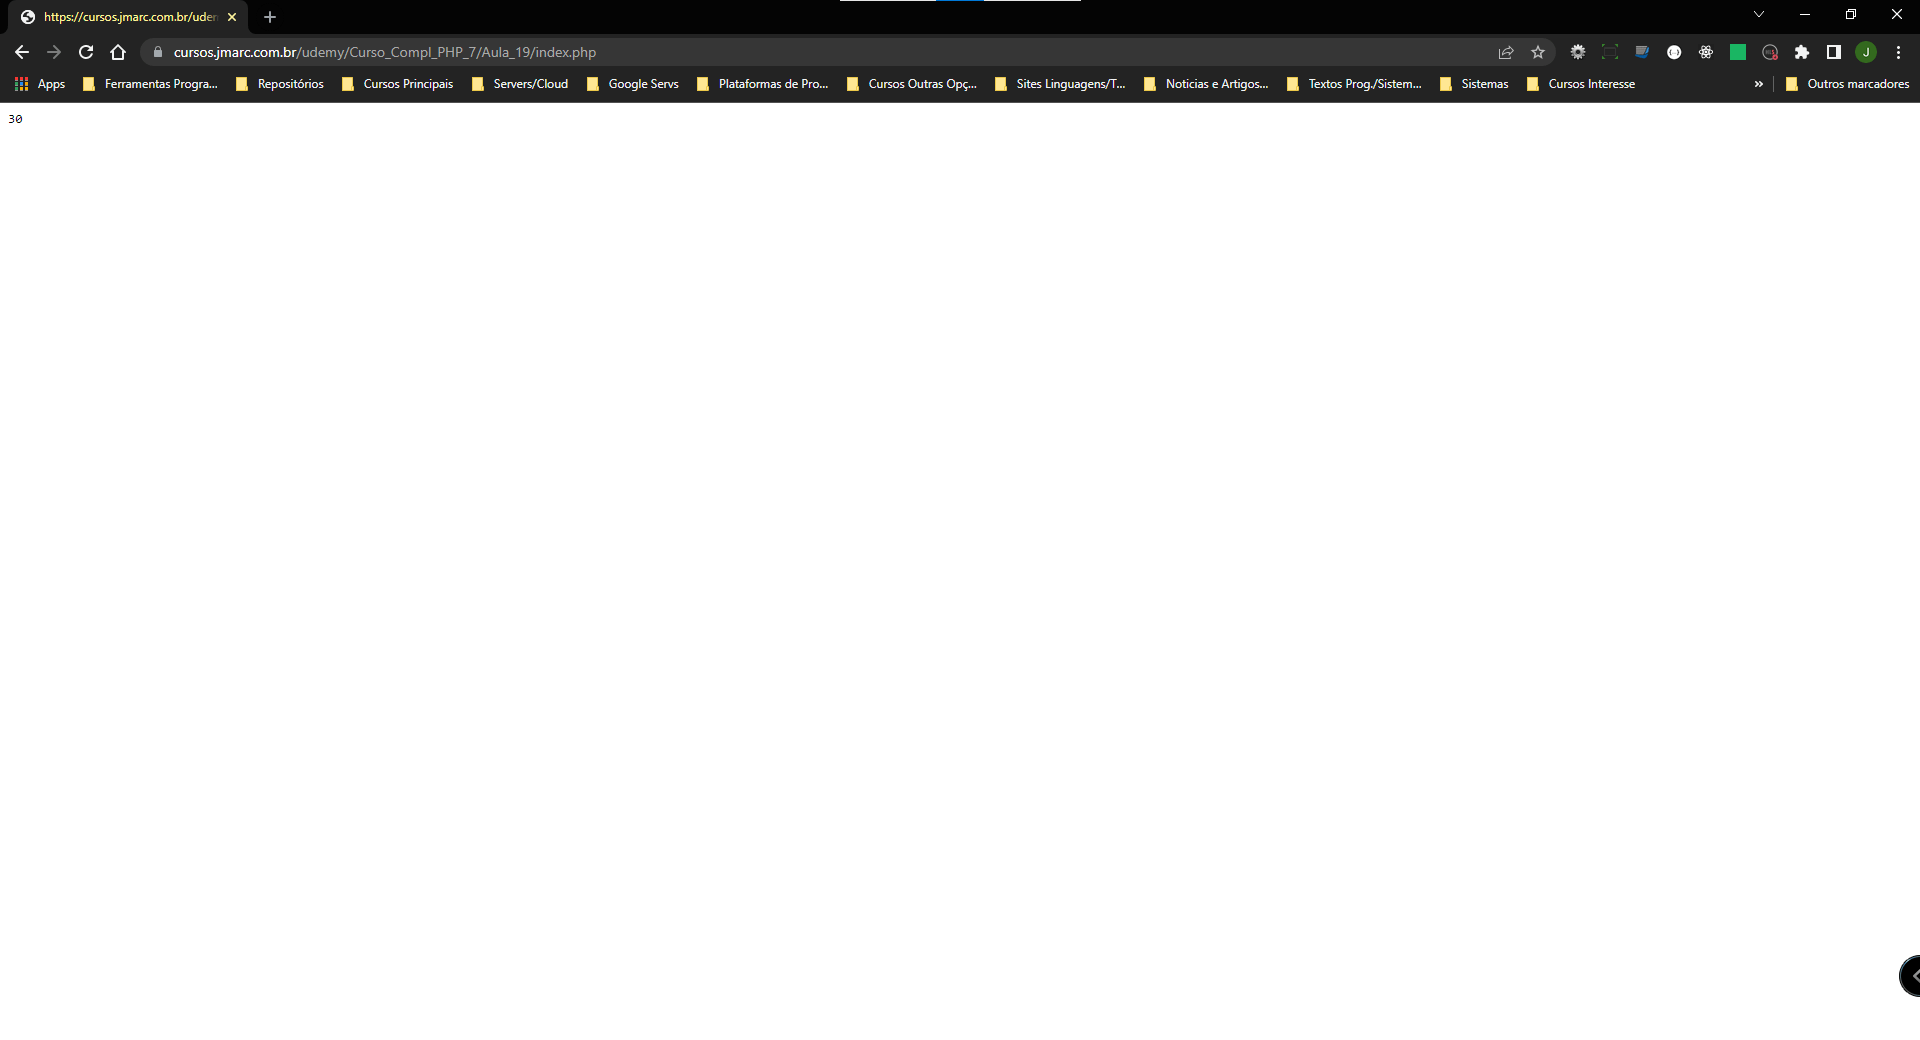 https://cursos.jmarc.com.br/uder
cursos.jmarc.com.br/udemy/Curso_Compl_PHP_7/Aula_19/index.php
J
Apps Ferramentas Progra... Repositórios Cursos Principais Servers/Cloud Google Servs Plataformas de Pro... Cursos Outras Opç... Sites Linguagens/T... Noticias e Artigos... Textos Prog./Sistem... Sistemas Cursos Interesse » Outros marcadores
30